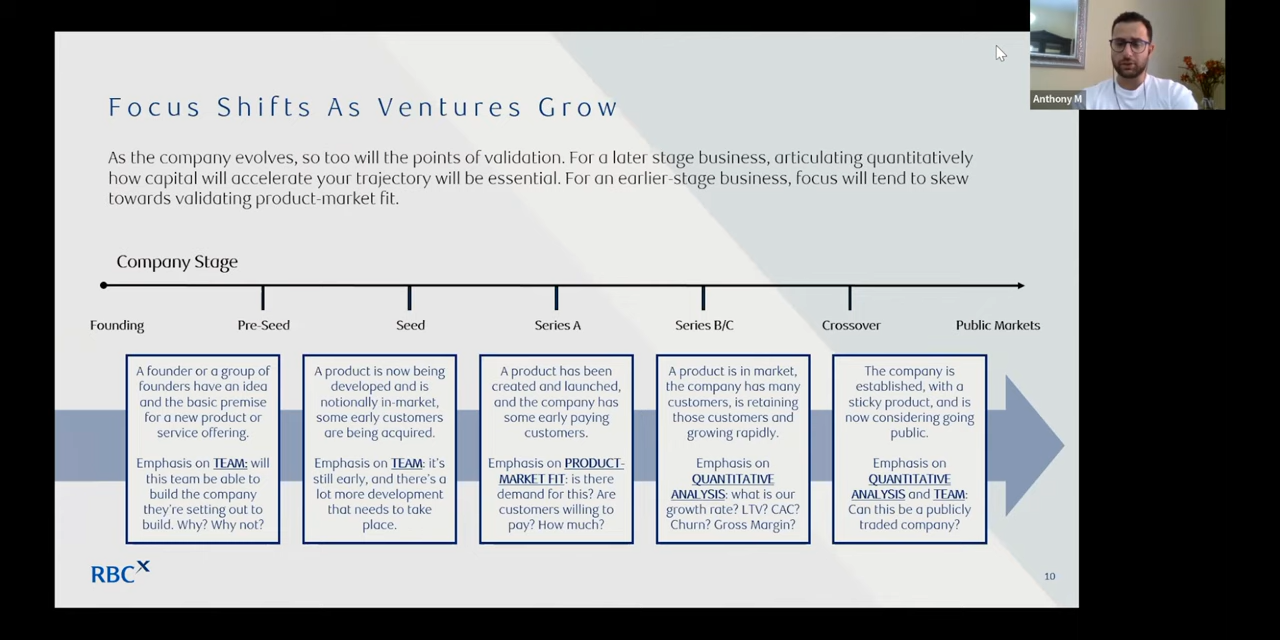 Anthony M
Focus Shifts As Ventures Grow
As the company evolves, so too will the points of validation. For a later stage business, articulating quantitatively
how capital will accelerate your trajectory will be essential. For an earlier-stage business, focus will tend to skew
towards validating product-market fit.
Company Stage
Founding
Pre-Seed
Seed
Series A
Series B/C
Crossover
Public Markets
A founder or a group of
founders have an idea
and the basic premise
for a new product or
service offering.
Emphasis on TEAM: will
this team be able to
build the company
they're setting out to
build. Why? Why not?
A product is now being
developed and is
notionally in-market,
some early customers
are being acquired.
Emphasis on TEAM: it's
still early, and there's a
lot more development
that needs to take
place.
A product has been
created and launched,
and the company has
some early paying
customers.
Emphasis on PRODUCT-
MARKET FIT: is there
demand for this? Are
customers willing to
pay? How much?
A product is in market,
the company has many
customers, is retaining
those customers and
growing rapidly.
Emphasis on
QUANTITATIVE
ANALYSIS: what is our
growth rate? LTV? CAC?
Churn? Gross Margin?
The company is
established, with a
sticky product, and is
now considering going
public.
Emphasis on
QUANTITATIVE
ANALYSIS and TEAM:
Can this be a publicly
traded company?
RBCX
10